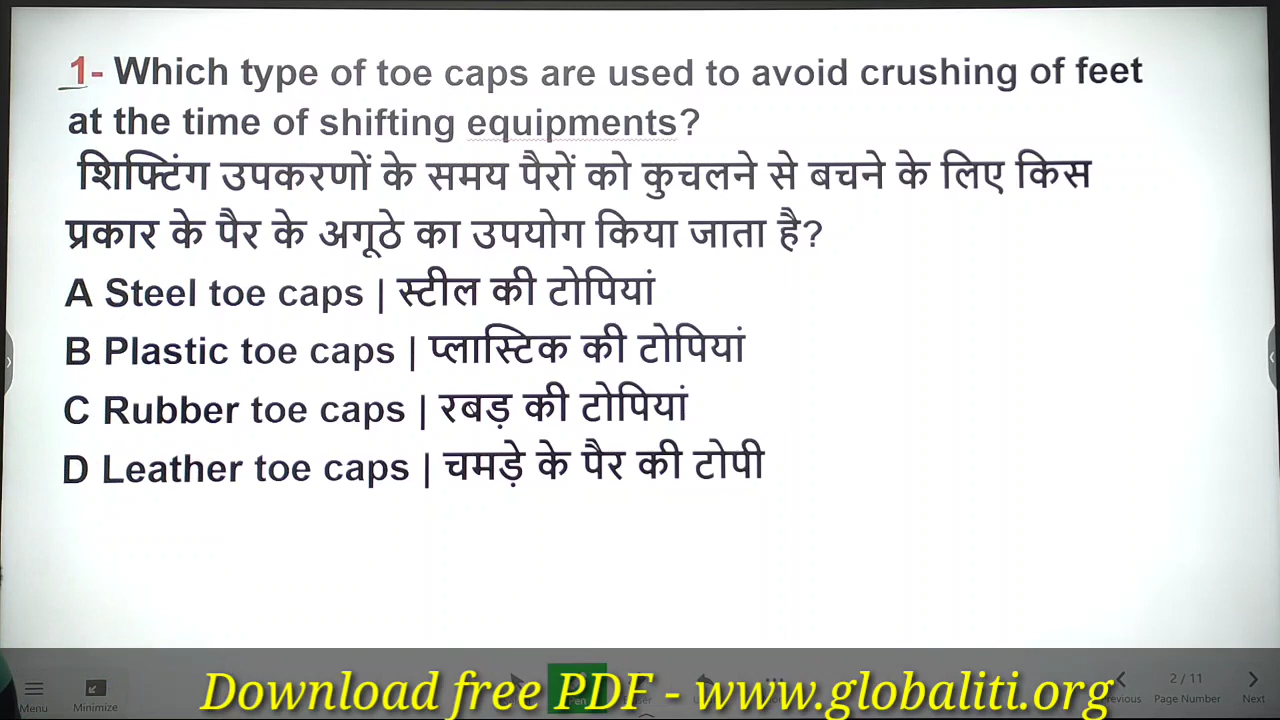 1- Which type of toe caps are used to avoid crushing of feet
at the time of shifting equipments?
शिफ्टिंग उपकरणों के समय पैरों को कुचलने से बचने के लिए किस
प्रकार के पैर के अगूठे का उपयोग किया जाता है?
A Steel toe caps | स्टील की टोपियां
B Plastic toe caps | प्लास्टिक की टोपियां
C Rubber toe caps | रबड़ की टोपियां
D Leather toe caps | चमड़े के पैर की टोपी
Menu
Minimize
Pen
2 / 11
Page Number
Next
Download free PDF - www.globaliti.org